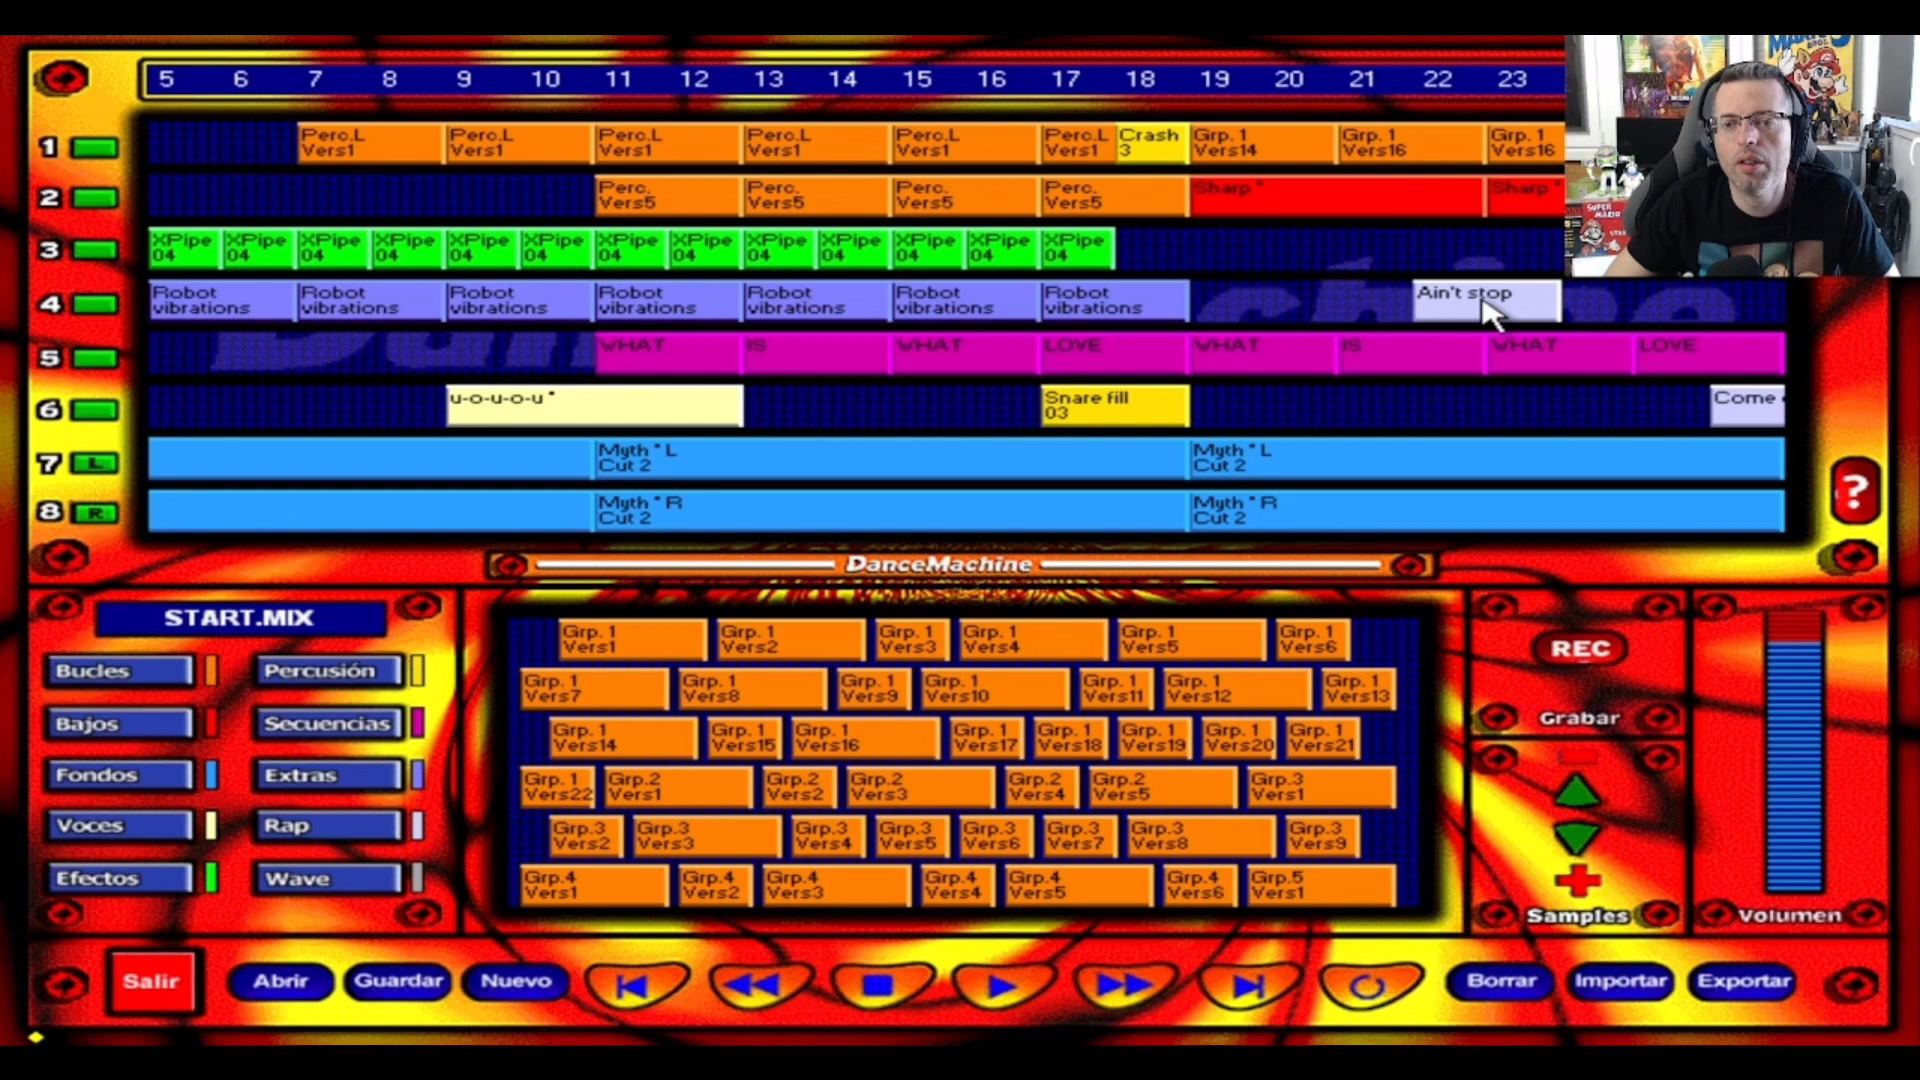 5 6 7 8 9 10 11 12 13 14 15 16 17 18 19 20 21 22 23
1 Perc.L Perc.L Perc.L Perc.L Perc.L Perc.L Crash Grp. 1 Grp. 1 Grp. 1
Vers1 Vers1 Vers1 Vers1 Vers1 Vers1 3 Vers14 Vers16 Vers16
2 Perc. Perc. Perc. Perc. Sharp * Sharp *
Vers5 Vers5 Vers5 Vers5
3 XPipe XPipe XPipe XPipe XPipe XPipe XPipe XPipe XPipe XPipe XPipe XPipe XPipe
04 04 04 04 04 04 04 04 04 04 04 04 04
4 Robot Robot Robot Robot Robot Robot Robot Ain't stop
vibrations vibrations vibrations vibrations vibrations vibrations vibrations
5 WHAT IS WHAT LOVE WHAT IS WHAT LOVE
6 u-o-u-o-u * Snare fill Come
03
7 L Myth * L Myth * L
Cut 2 Cut 2
8 R Myth * R Myth * R
Cut 2 Cut 2
?
DanceMachine
START.MIX
Bucles Percusión
Bajos Secuencias
Fondos Extras
Voces Rap
Efectos Wave
Grp. 1 Grp. 1 Grp. 1 Grp. 1 Grp. 1 Grp. 1
Vers1 Vers2 Vers3 Vers4 Vers5 Vers6
Grp. 1 Grp. 1 Grp. 1 Grp. 1 Grp. 1 Grp. 1 Grp. 1
Vers7 Vers8 Vers9 Vers10 Vers11 Vers12 Vers13
Grp. 1 Grp. 1 Grp. 1 Grp. 1 Grp. 1 Grp. 1 Grp. 1 Grp. 1
Vers14 Vers15 Vers16 Vers17 Vers18 Vers19 Vers20 Vers21
Grp. 1 Grp.2 Grp.2 Grp.2 Grp.2 Grp.2 Grp.3
Vers22 Vers1 Vers2 Vers3 Vers4 Vers5 Vers1
Grp.3 Grp.3 Grp.3 Grp.3 Grp.3 Grp.3 Grp.3 Grp.3
Vers2 Vers3 Vers4 Vers5 Vers6 Vers7 Vers8 Vers9
Grp.4 Grp.4 Grp.4 Grp.4 Grp.4 Grp.4 Grp.5
Vers1 Vers2 Vers3 Vers4 Vers5 Vers6 Vers1
REC
Grabar
Samples
Volumen
Salir Abrir Guardar Nuevo Borrar Importar Exportar
SUPER
MARIO